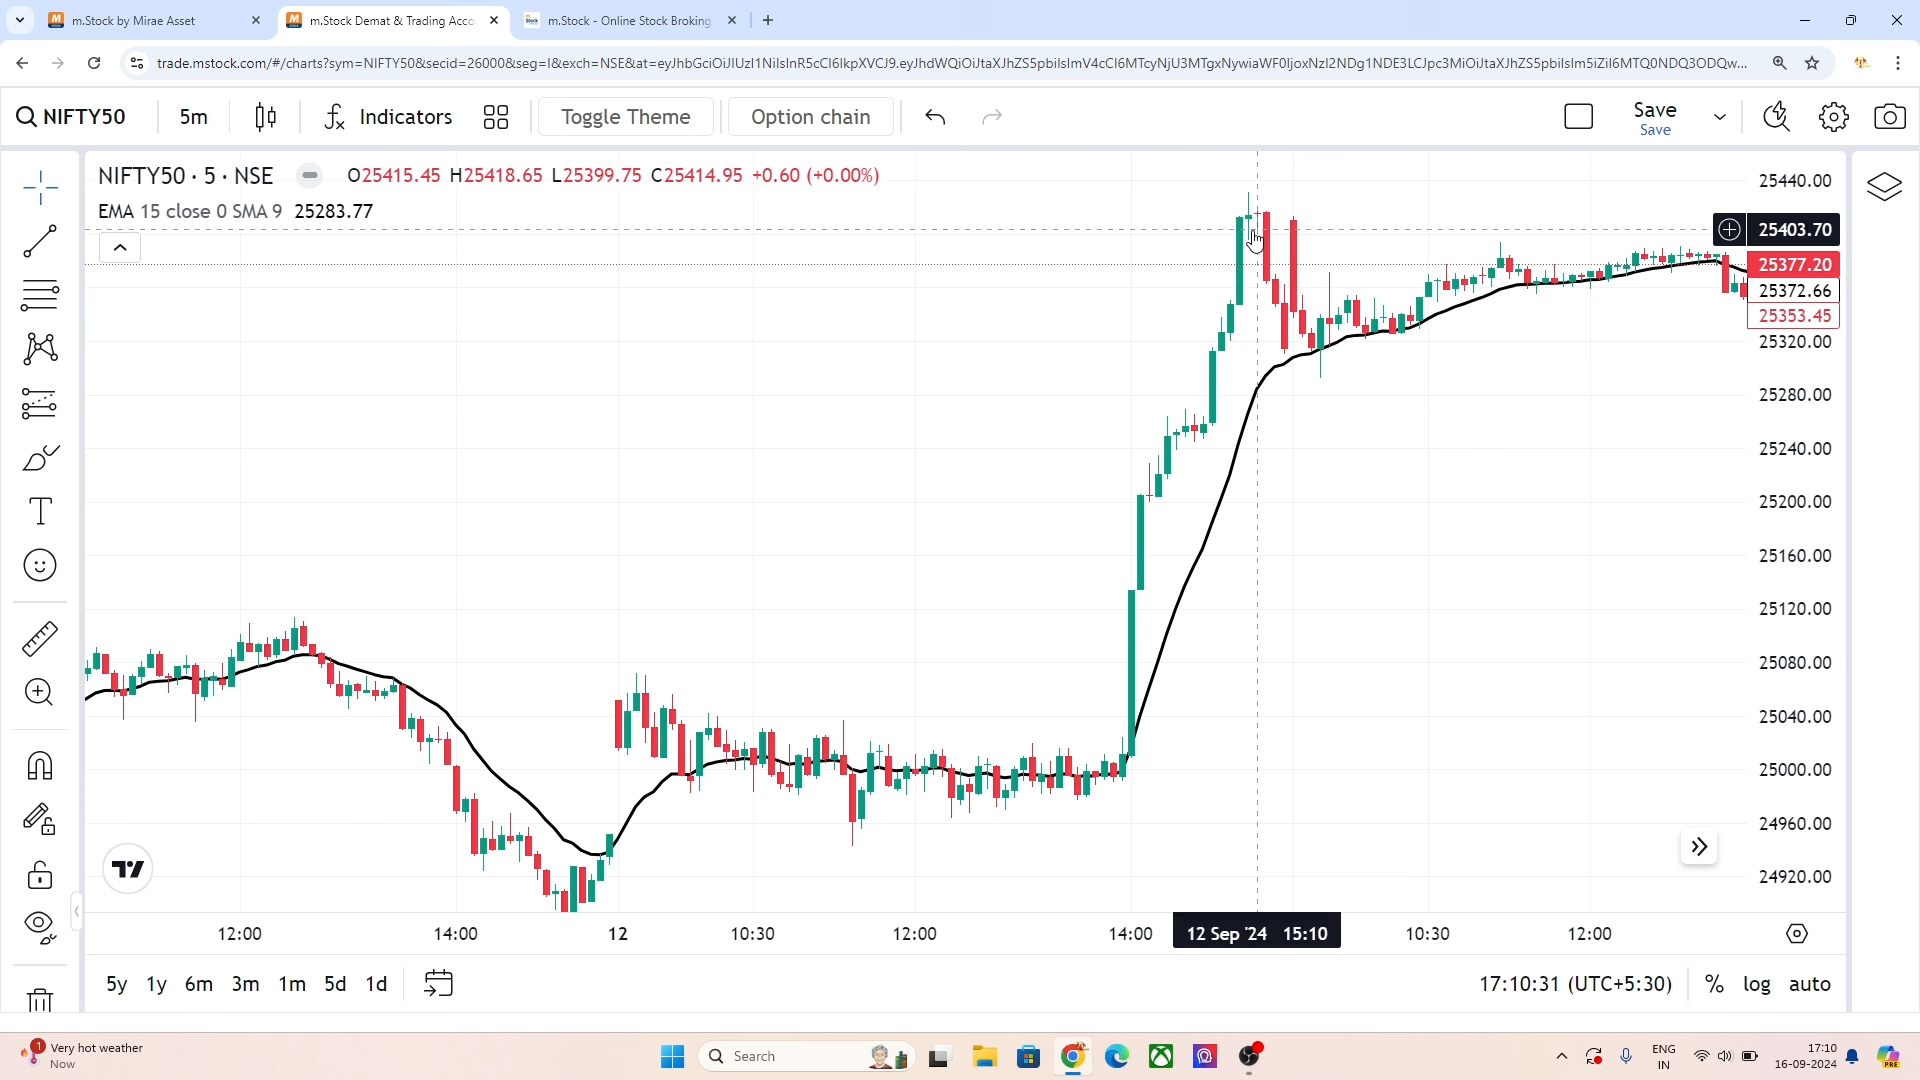 m.Stock by Mirae Asset
m.Stock Demat & Trading Acco
m.Stock - Online Stock Broking
trade.mstock.com/#/charts?sym=NIFTY50&secid=26000&seg=I&exch=NSE&at=
NIFTY50
5m
Indicators
Toggle Theme
Option chain
Save
Save
NIFTY50 · 5 · NSE O25415.45 H25418.65 L25399.75 C25414.95 +0.60 (+0.00%)
EMA 15 close 0 SMA 9 25283.77
25440.00
25403.70
25377.20
25372.66
25353.45
25320.00
25280.00
25240.00
25200.00
25160.00
25120.00
25080.00
25040.00
25000.00
24960.00
24920.00
12:00 14:00 12 10:30 12:00 14:00 12 Sep '24 15:10 10:30 12:00
5y 1y 6m 3m 1m 5d 1d
17:10:31 (UTC+5:30)
% log auto
1
Very hot weather
Now
Search
ENG
IN
17:10
16-09-2024
PRE